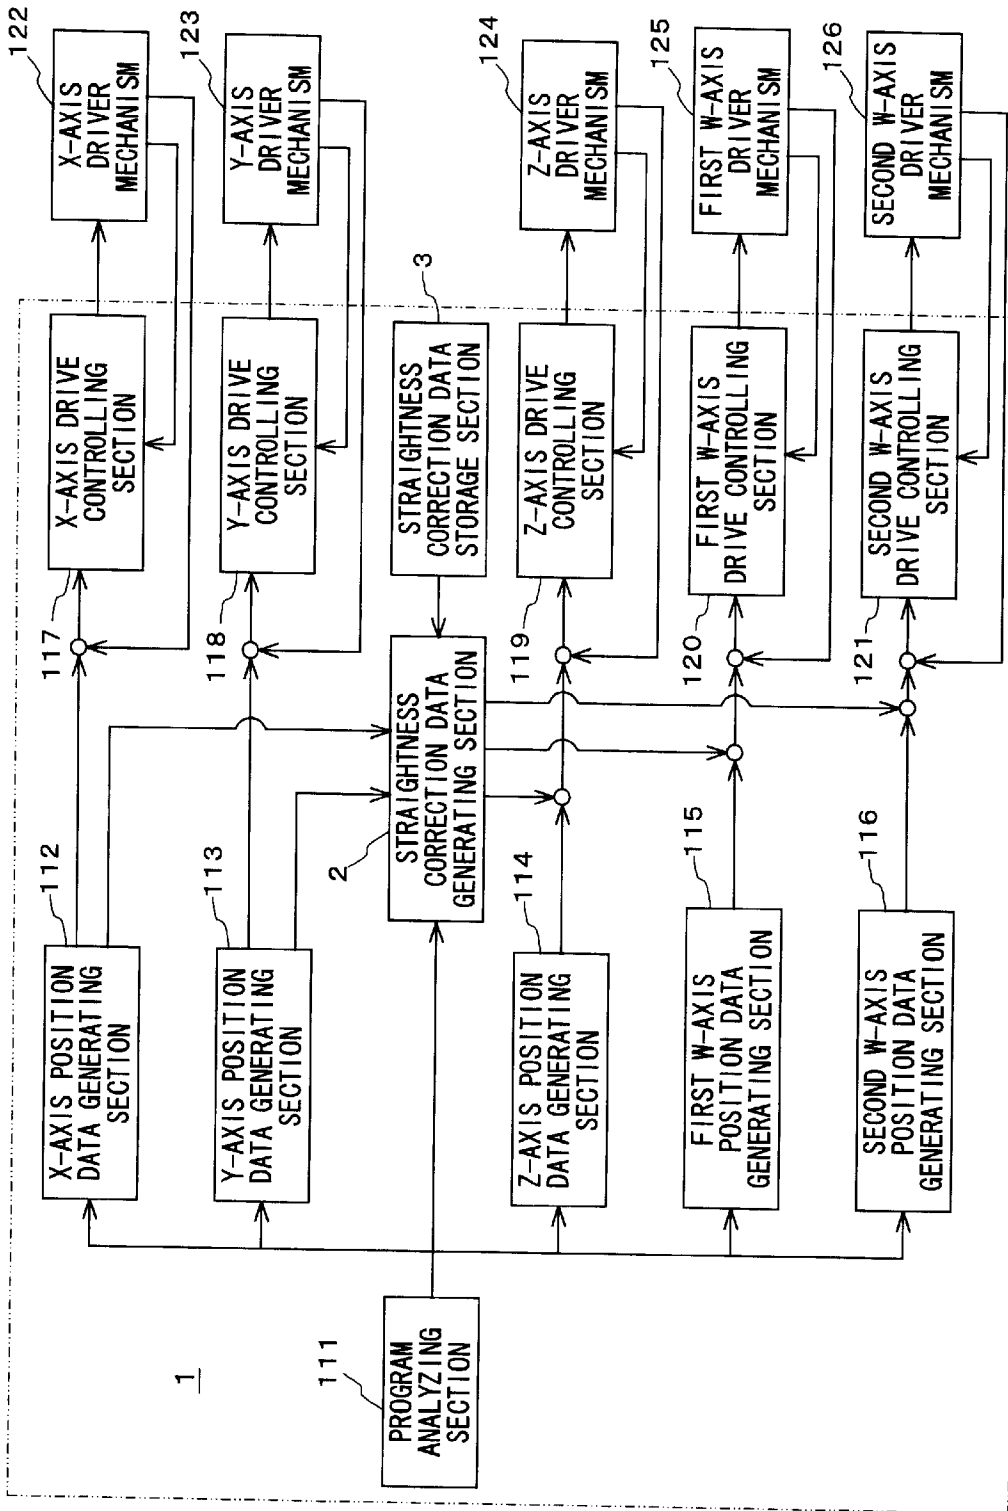 1
111
PROGRAM
ANALYZING
SECTION
112
X-AXIS POSITION
DATA GENERATING
SECTION
117
X-AXIS DRIVE
CONTROLLING
SECTION
122
X-AXIS
DRIVER
MECHANISM
113
Y-AXIS POSITION
DATA GENERATING
SECTION
118
Y-AXIS DRIVE
CONTROLLING
SECTION
123
Y-AXIS
DRIVER
MECHANISM
2
STRAIGHTNESS
CORRECTION DATA
GENERATING SECTION
3
STRAIGHTNESS
CORRECTION DATA
STORAGE SECTION
114
Z-AXIS POSITION
DATA GENERATING
SECTION
119
Z-AXIS DRIVE
CONTROLLING
SECTION
124
Z-AXIS
DRIVER
MECHANISM
115
FIRST W-AXIS
POSITION DATA
GENERATING SECTION
120
FIRST W-AXIS
DRIVE CONTROLLING
SECTION
125
FIRST W-AXIS
DRIVER
MECHANISM
116
SECOND W-AXIS
POSITION DATA
GENERATING SECTION
121
SECOND W-AXIS
DRIVE CONTROLLING
SECTION
126
SECOND W-AXIS
DRIVER
MECHANISM